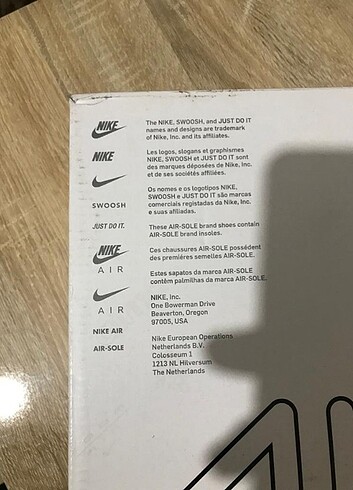 NIKE
The NIKE, SWOOSH, and JUST DO IT
names and designs are trademark
of Nike, Inc. and its affiliates.
NIKE
Les logos, slogans et graphismes
NIKE, SWOOSH et JUST DO IT sont
des marques déposées de Nike, Inc.
et de ses sociétés affiliées.
SWOOSH
Os nomes e os logotipos NIKE,
SWOOSH e JUST DO IT são marcas
comerciais registadas da Nike, Inc.
e suas afiliadas.
JUST DO IT.
These AIR-SOLE brand shoes contain
AIR-SOLE brand insoles.
NIKE
AIR
Ces chaussures AIR-SOLE possèdent
des premières semelles AIR-SOLE.
Estes sapatos da marca AIR-SOLE
contêm palmilhas da marca AIR-SOLE.
AIR
NIKE, Inc.
One Bowerman Drive
Beaverton, Oregon
97005, USA
NIKE AIR
AIR-SOLE
Nike European Operations
Netherlands B.V.
Colosseum 1
1213 NL Hilversum
The Netherlands